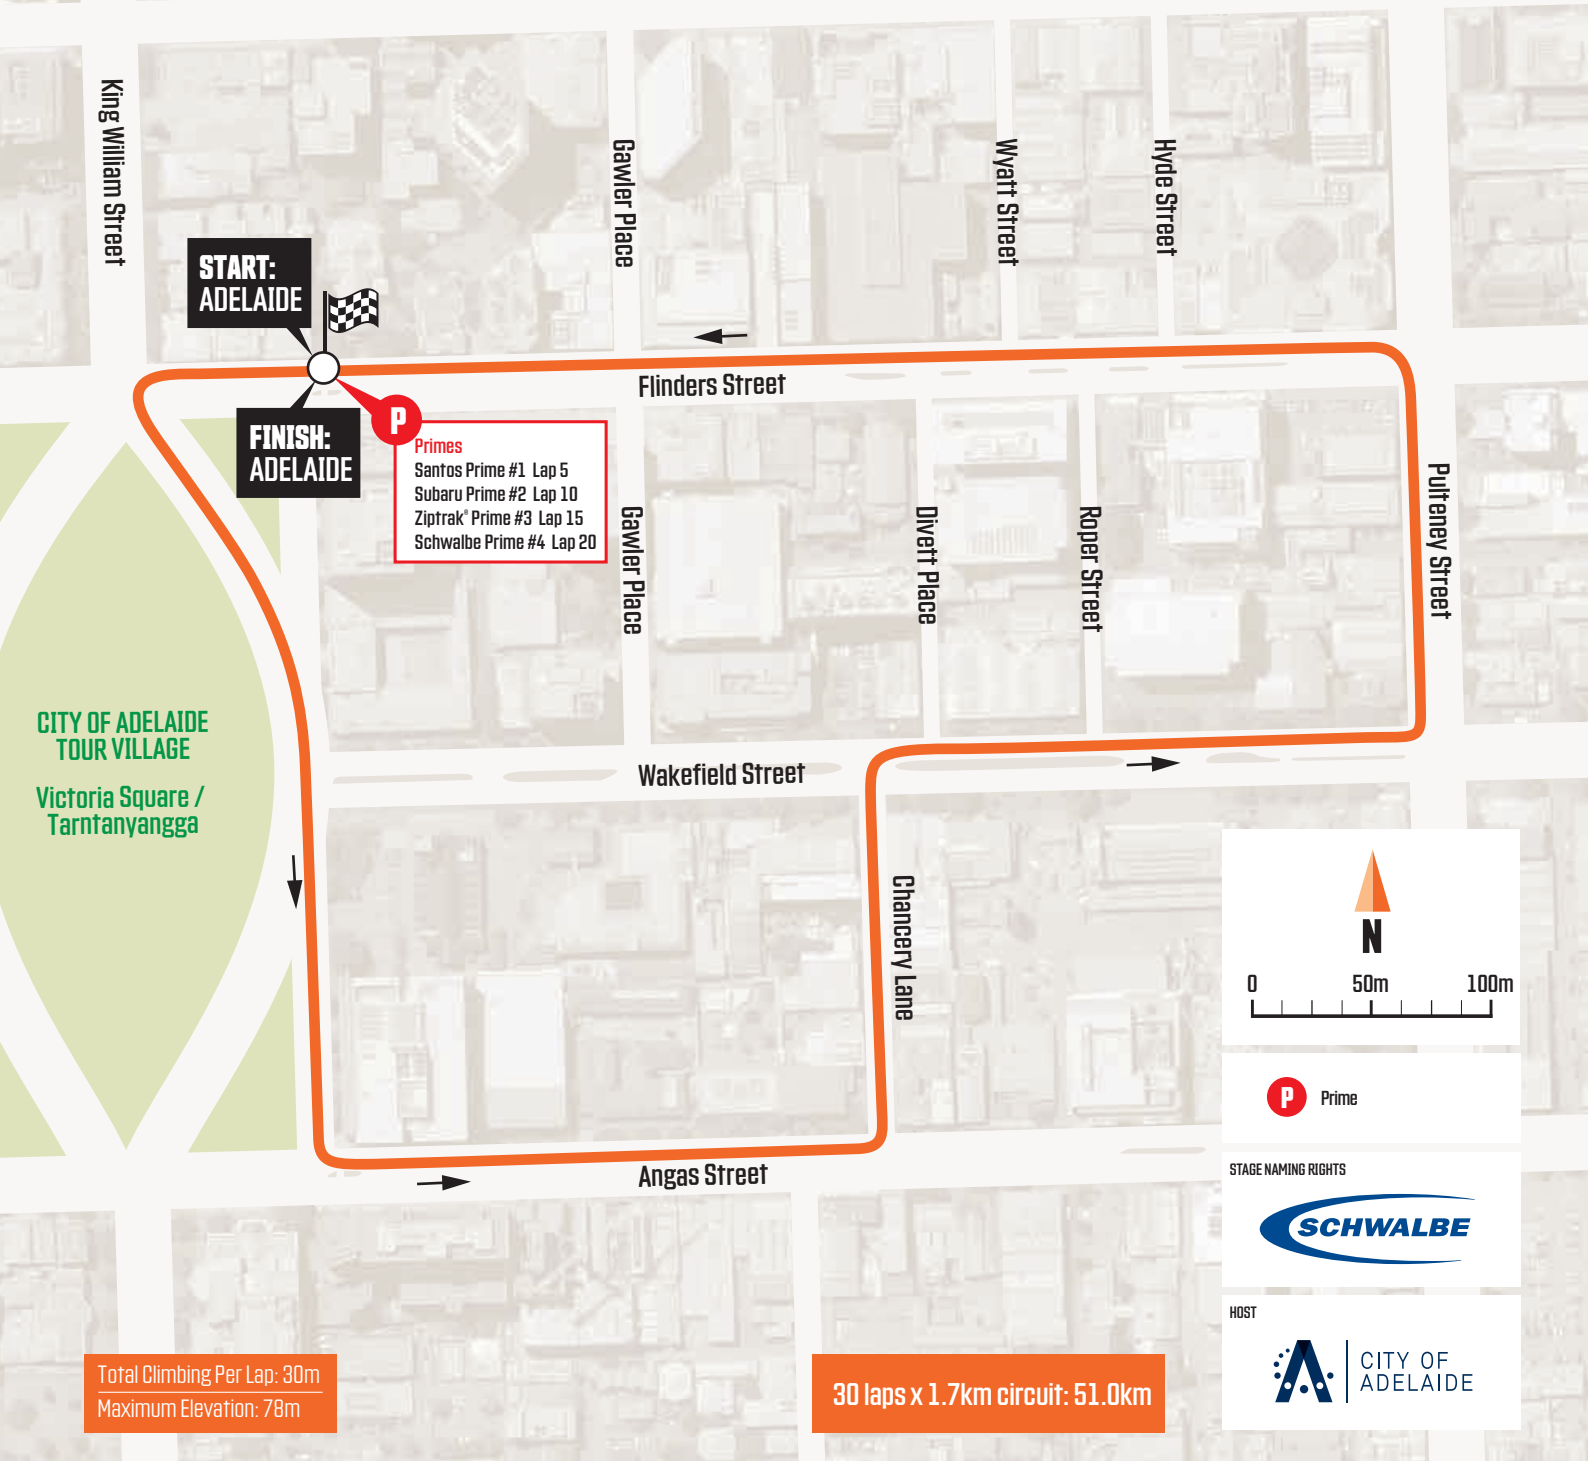 King William Street
Gawler Place
Wyatt Street
Hyde Street
START:
ADELAIDE
Flinders Street
FINISH:
ADELAIDE
P
Primes
Santos Prime #1 Lap 5
Subaru Prime #2 Lap 10
Ziptrak® Prime #3 Lap 15
Schwalbe Prime #4 Lap 20
Gawler Place
Divett Place
Roper Street
Pulteney Street
CITY OF ADELAIDE
TOUR VILLAGE
Victoria Square /
Tarntanyangga
Wakefield Street
Chancery Lane
Angas Street
N
0 50m 100m
P Prime
STAGE NAMING RIGHTS
SCHWALBE
HOST
CITY OF
ADELAIDE
Total Climbing Per Lap: 30m
Maximum Elevation: 78m
30 laps x 1.7km circuit: 51.0km